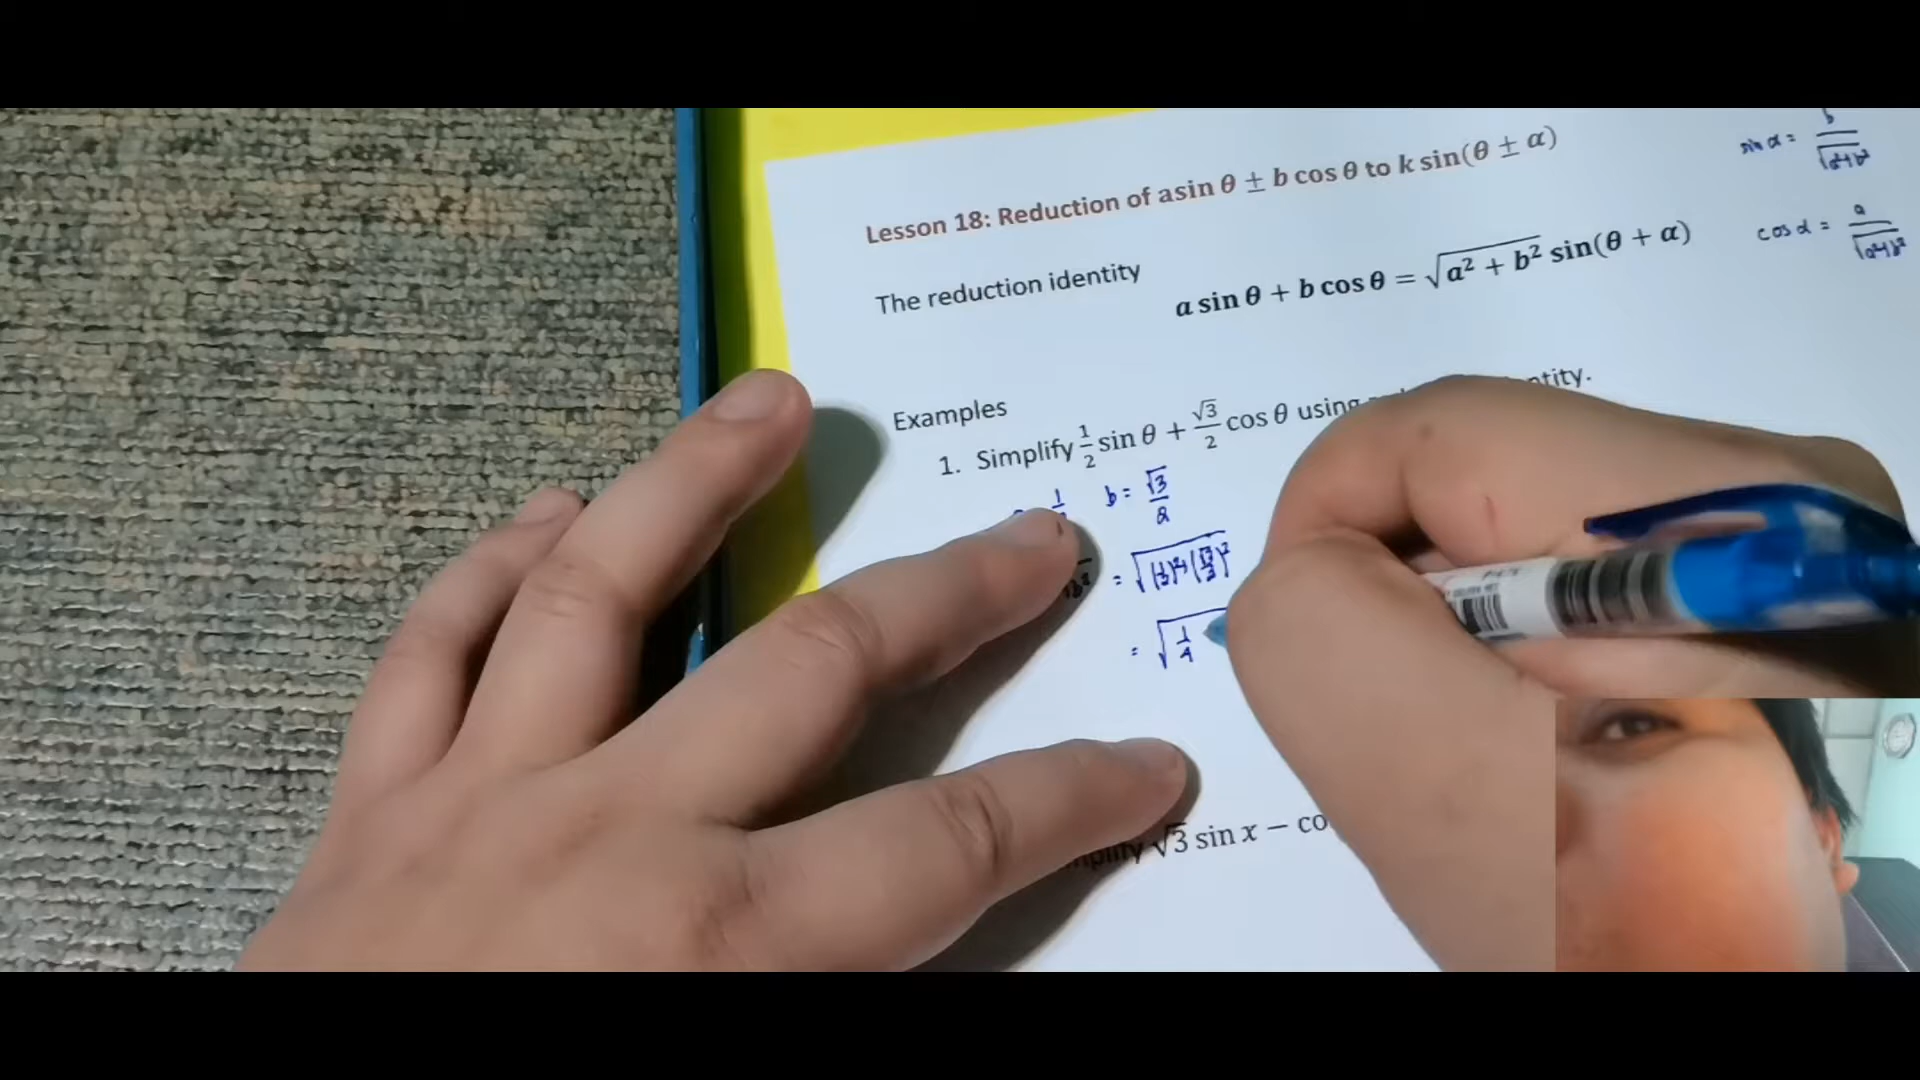 Lesson 18: Reduction of asin θ ± b cos θ to k sin(θ ± α)
sin α = b / √a²+b²
The reduction identity
a sin θ + b cos θ = √a² + b² sin(θ + α)
cos α = a / √a²+b²
Examples
1. Simplify 1/2 sin θ + √3/2 cos θ using
b = √3/2
= √(1/2)²+(√3/2)²
= √1/4
√3 sin x −